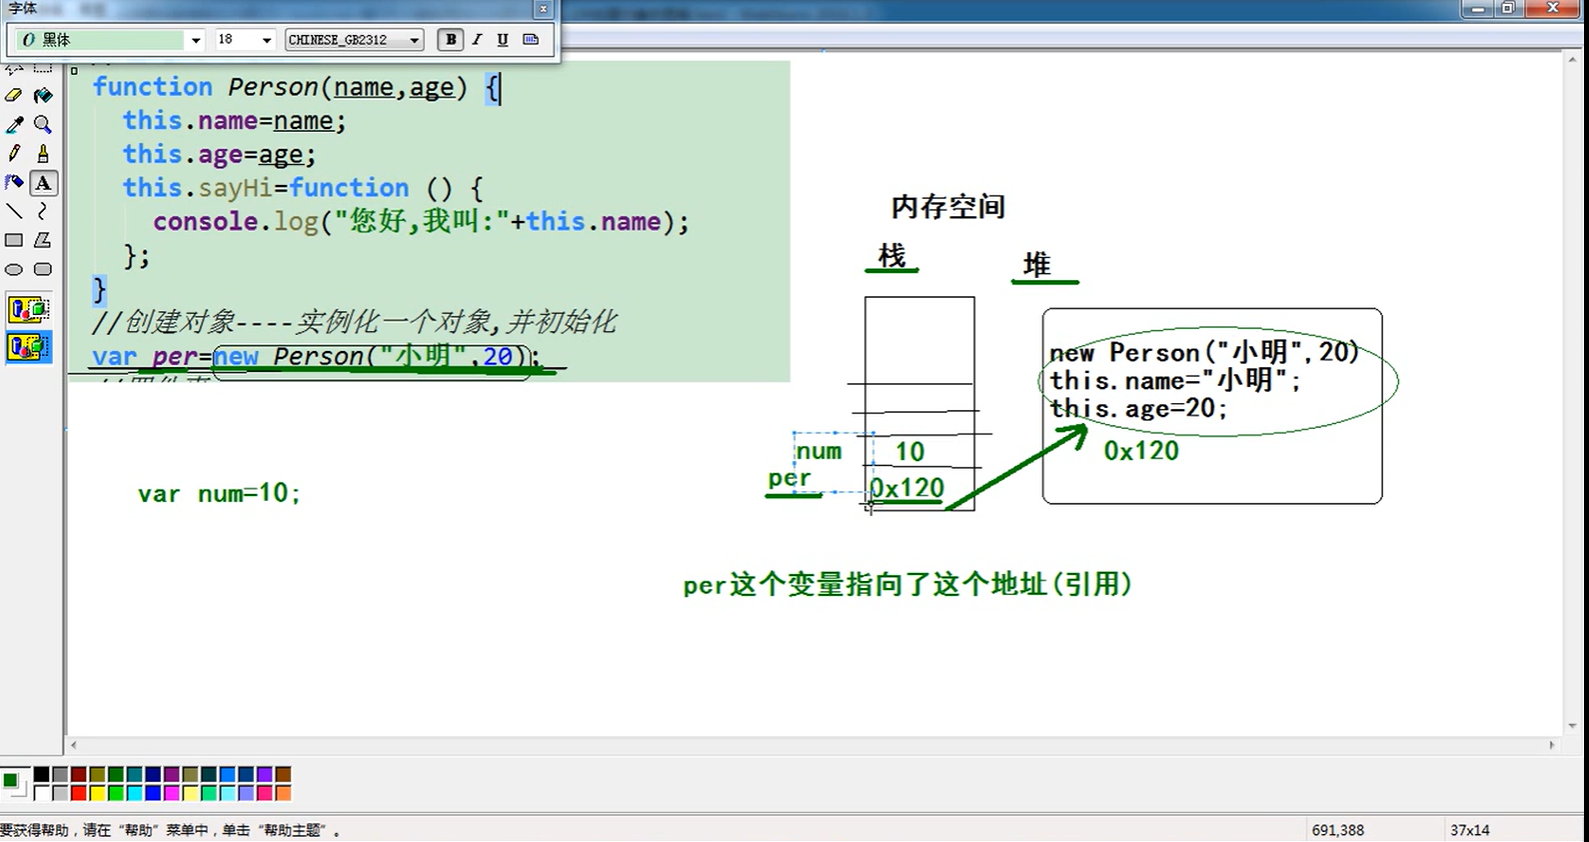 字体
黑体
18
CHINESE_GB2312
B I U
A
function Person(name,age) {
this.name=name;
this.age=age;
this.sayHi=function () {
console.log("您好,我叫:"+this.name);
};
}
//创建对象----实例化一个对象,并初始化
var per=new Person("小明",20);
var num=10;
内存空间
栈
堆
new Person("小明",20)
this.name="小明";
this.age=20;
0x120
num 10
per 0x120
per这个变量指向了这个地址(引用)
要获得帮助，请在“帮助”菜单中，单击“帮助主题”。
691,388
37x14